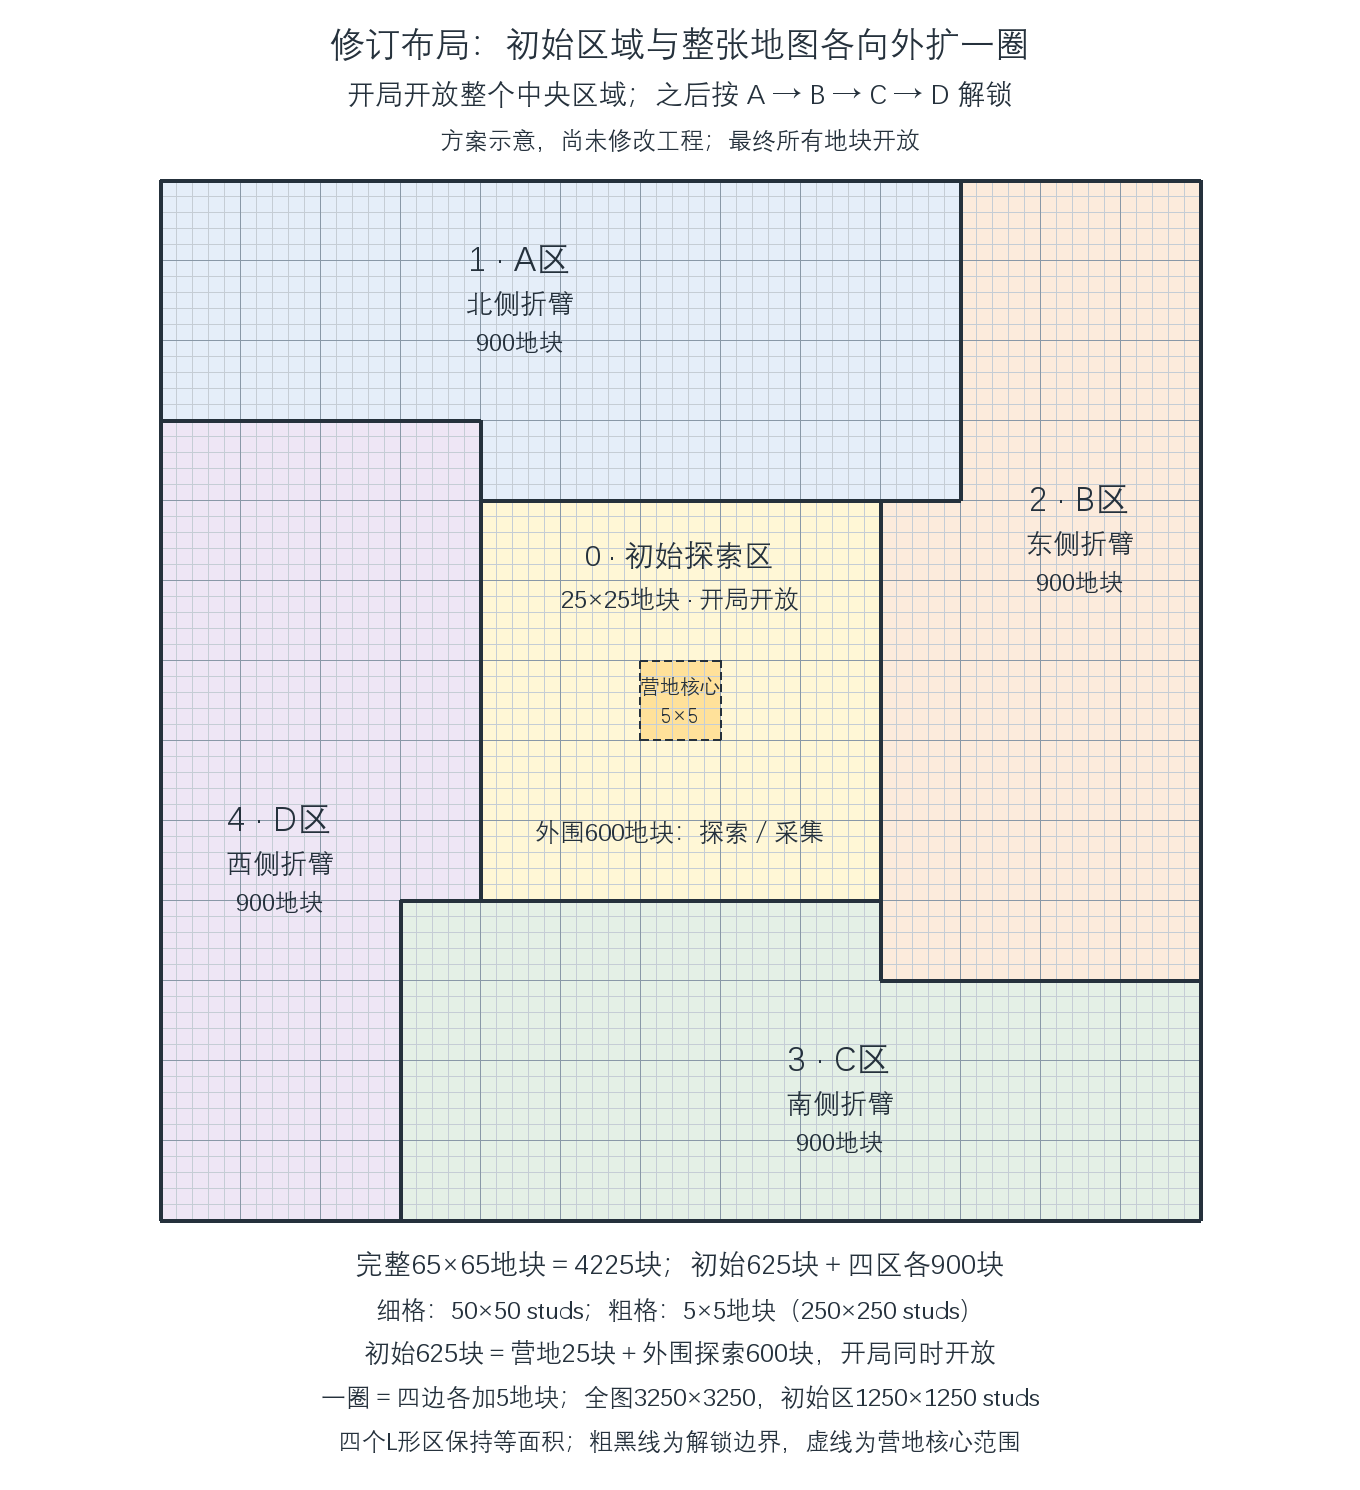 修订布局：初始区域与整张地图各向外扩一圈
开局开放整个中央区域；之后按 A → B → C → D 解锁
方案示意，尚未修改工程；最终所有地块开放
1 · A区
北侧折臂
900地块
2 · B区
东侧折臂
900地块
0 · 初始探索区
25×25地块 · 开局开放
营地核心
5×5
外围600地块：探索 / 采集
4 · D区
西侧折臂
900地块
3 · C区
南侧折臂
900地块
完整65×65地块 = 4225块；初始625块 + 四区各900块
细格：50×50 studs；粗格：5×5地块（250×250 studs）
初始625块 = 营地25块 + 外围探索600块，开局同时开放
一圈 = 四边各加5地块；全图3250×3250，初始区1250×1250 studs
四个L形区保持等面积；粗黑线为解锁边界，虚线为营地核心范围